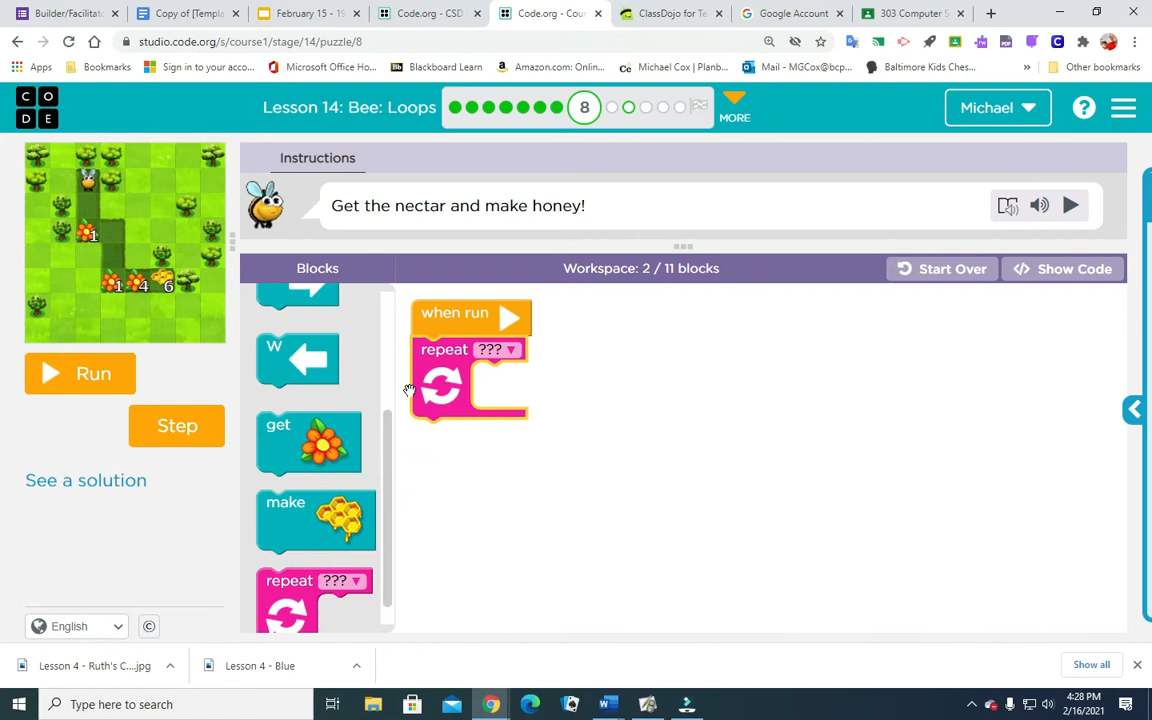 Builder/Facilitato
Copy of [Templa
February 15 - 19
Code.org - CSD
Code.org - Cour
ClassDojo for Te
Google Account
303 Computer S
studio.code.org/s/course1/stage/14/puzzle/8
Apps
Bookmarks
Sign in to your acco...
Microsoft Office Ho...
Blackboard Learn
Amazon.com: Onlin...
Michael Cox | Planb...
Mail - MGCox@bcp...
Baltimore Kids Ches...
Other bookmarks
C O
D E
Lesson 14: Bee: Loops
8
MORE
Michael
Instructions
Get the nectar and make honey!
Blocks
Workspace: 2 / 11 blocks
Start Over
</> Show Code
1
1 4 6
Run
Step
See a solution
W
get
make
repeat ???
when run
repeat ???
English
©
Lesson 4 - Ruth's C....jpg
Lesson 4 - Blue
Show all
Type here to search
4:28 PM
2/16/2021